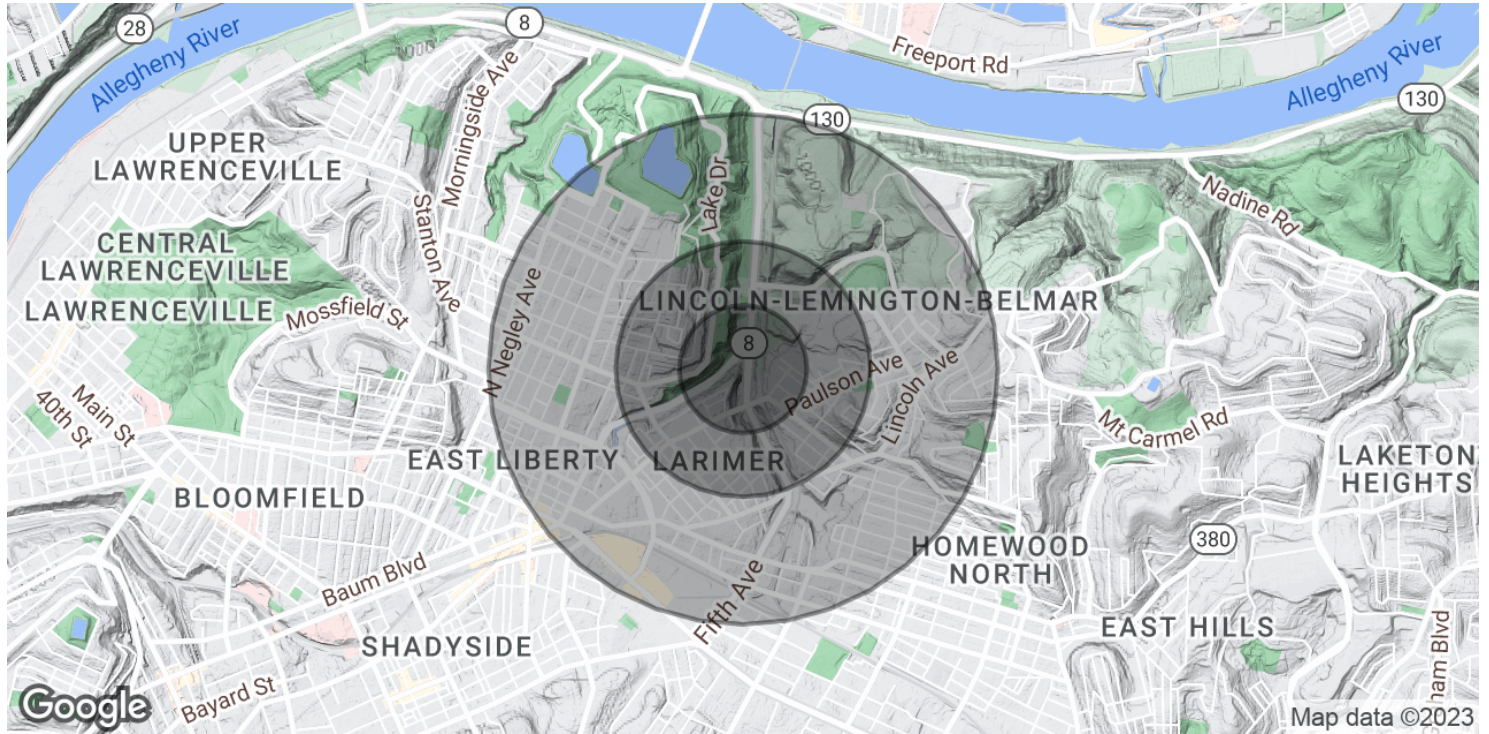 28
8
Allegheny River
Morningside Ave
Freeport Rd
Allegheny River
130
130
UPPER
LAWRENCEVILLE
Lake Dr
Nadine Rd
Stanton Ave
CENTRAL
LAWRENCEVILLE
LAWRENCEVILLE
Mossfield St
N Negley Ave
LINCOLN-LEMINGTON-BELMAR
8
Paulson Ave
Lincoln Ave
40th St
Main St
Mt Carmel Rd
EAST LIBERTY
LARIMER
LAKETON
HEIGHTS
BLOOMFIELD
380
HOMEWOOD
NORTH
Baum Blvd
Fifth Ave
SHADYSIDE
EAST HILLS
ham Blvd
Bayard St
Google
Map data ©2023